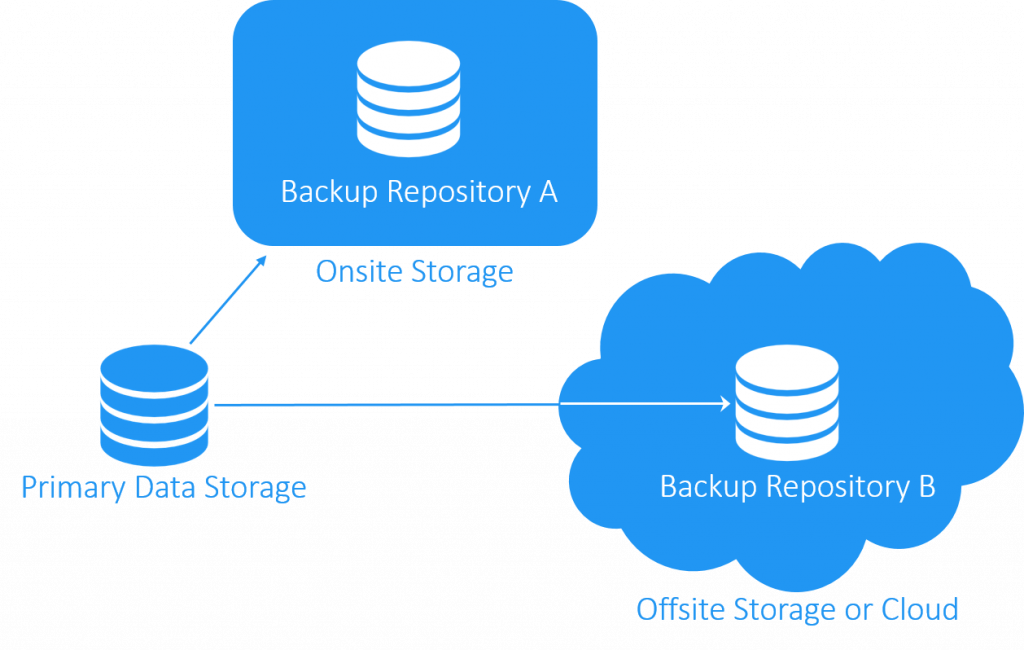 Backup Repository A
Onsite Storage
Primary Data Storage
Backup Repository B
Offsite Storage or Cloud